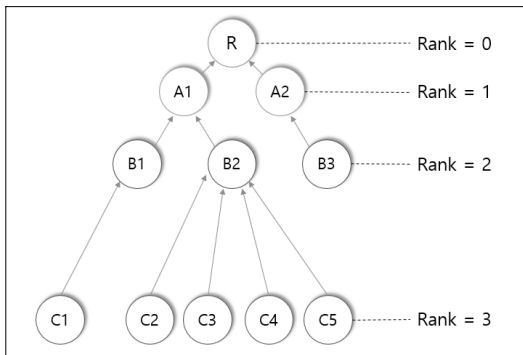 R Rank = 0
A1 A2 Rank = 1
B1 B2 B3 Rank = 2
C1 C2 C3 C4 C5 Rank = 3